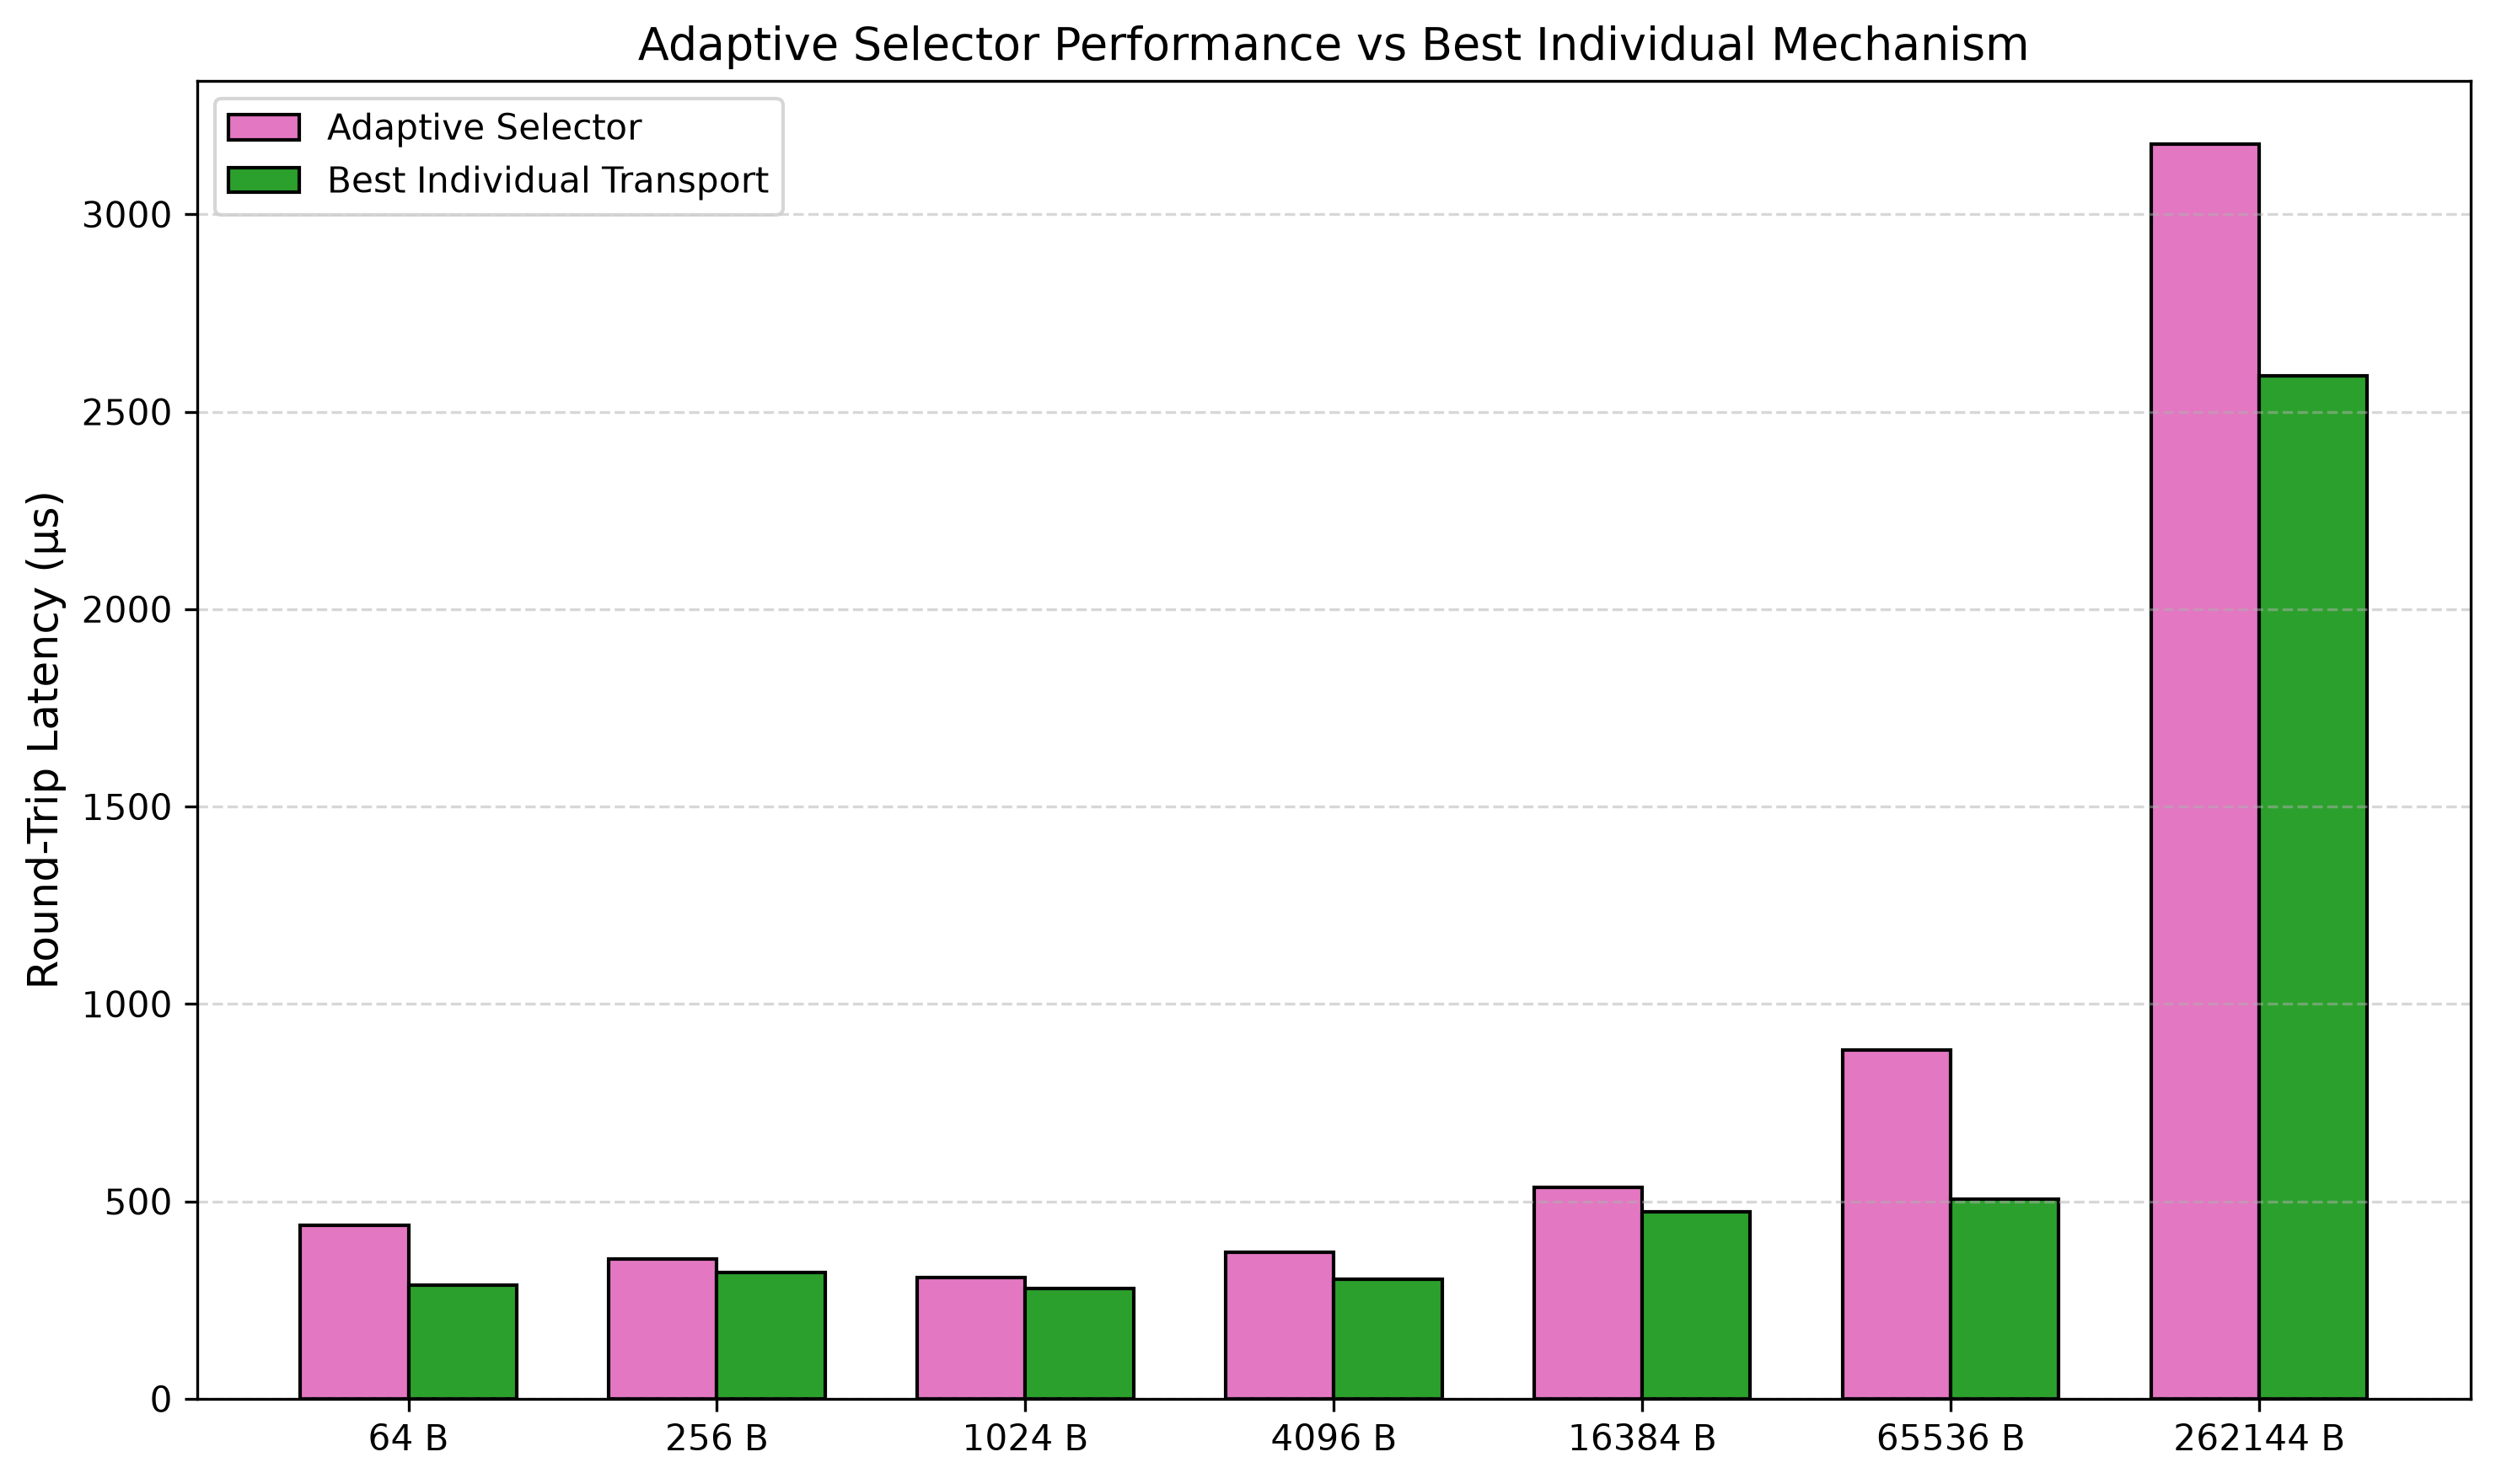 Adaptive Selector Performance vs Best Individual Mechanism
Adaptive Selector
Best Individual Transport
Round-Trip Latency (µs)
3000
2500
2000
1500
1000
500
0
64 B
256 B
1024 B
4096 B
16384 B
65536 B
262144 B